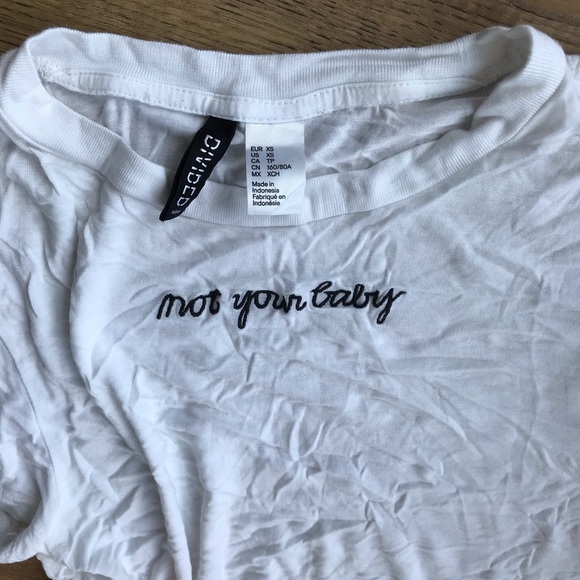 DIVIDED
EUR XS
US XS
CA TP
CN 160/80A
MX XCH
Made in
Indonesia
Fabriqué en
Indonésie
not your baby